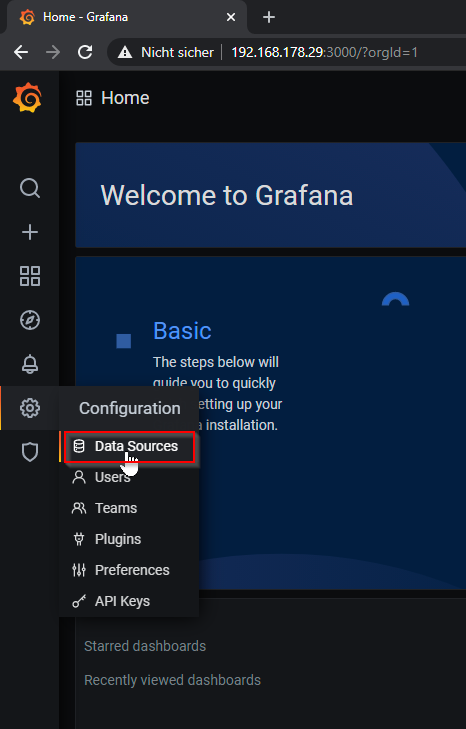 Home - Grafana
Nicht sicher 192.168.178.29:3000/?orgId=1
Home
Welcome to Grafana
Basic
The steps below will
guide you to quickly
etting up your
installation.
Configuration
Data Sources
Users
Teams
Plugins
Preferences
API Keys
Starred dashboards
Recently viewed dashboards